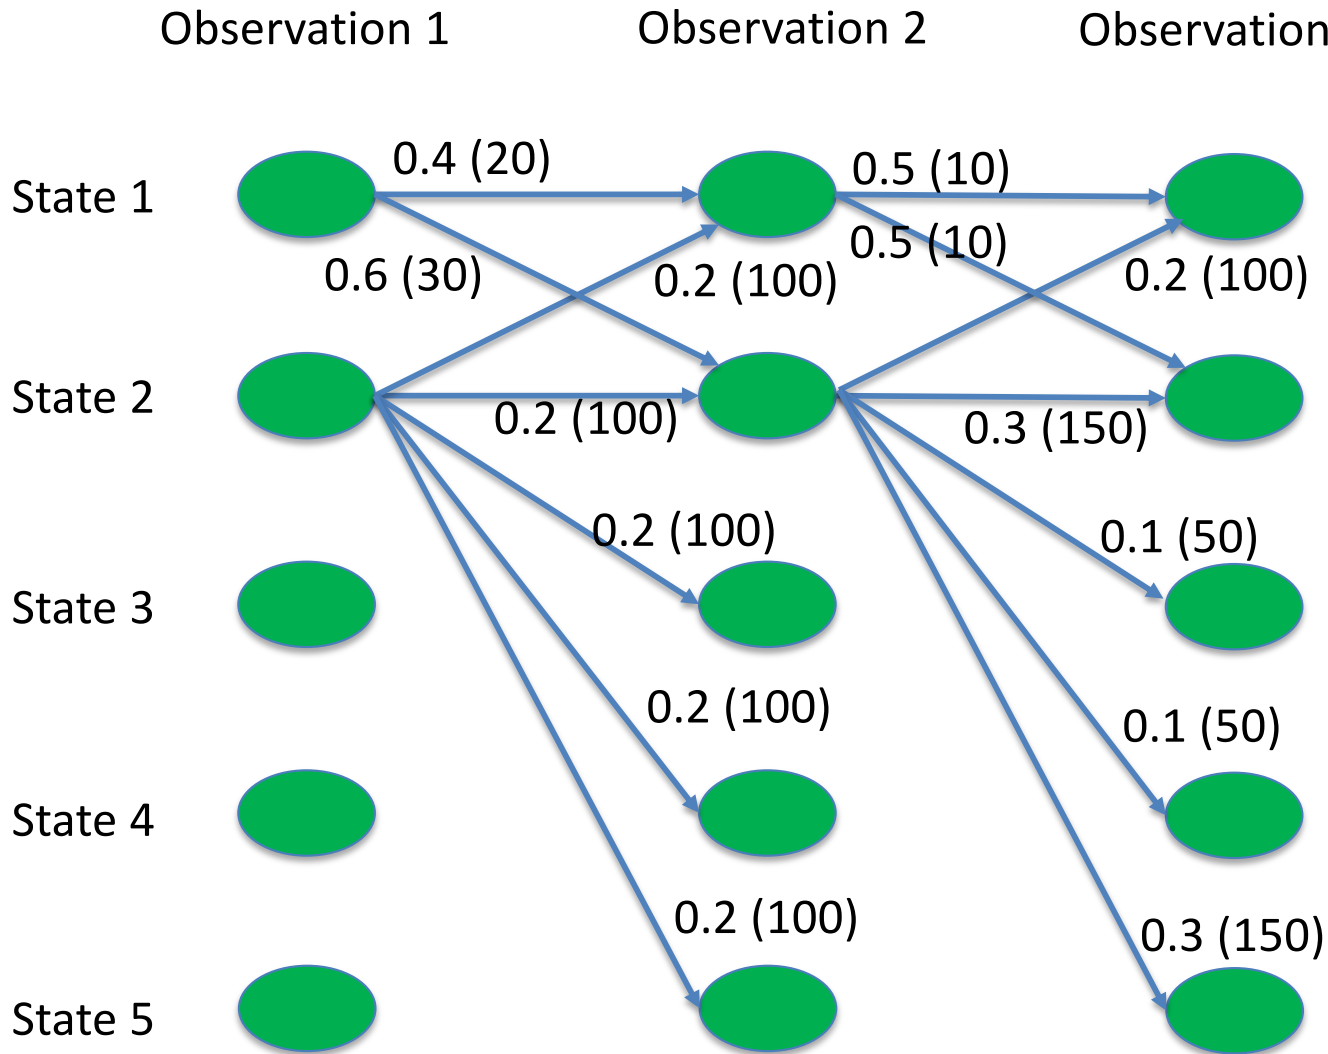 Observation 1
Observation 2
Observation
State 1
0.4 (20)
0.5 (10)
0.6 (30)
0.2 (100)
0.5 (10)
0.2 (100)
State 2
0.2 (100)
0.3 (150)
0.2 (100)
0.1 (50)
State 3
0.2 (100)
0.1 (50)
State 4
0.2 (100)
0.3 (150)
State 5